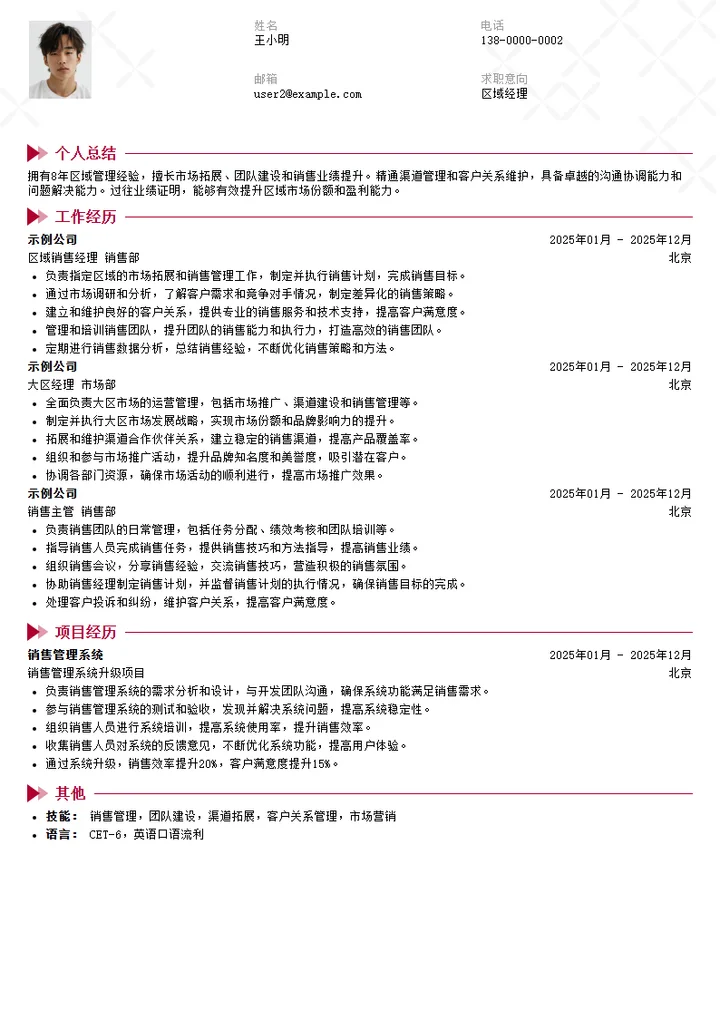 姓名
王小明
电话
138-0000-0002
邮箱
user2@example.com
求职意向
区域经理
个人总结
拥有8年区域管理经验，擅长市场拓展、团队建设和销售业绩提升。精通渠道管理和客户关系维护，具备卓越的沟通协调能力和
问题解决能力。过往业绩证明，能够有效提升区域市场份额和盈利能力。
工作经历
示例公司 2025年01月 - 2025年12月
区域销售经理 销售部 北京
• 负责指定区域的市场拓展和销售管理工作，制定并执行销售计划，完成销售目标。
• 通过市场调研和分析，了解客户需求和竞争对手情况，制定差异化的销售策略。
• 建立和维护良好的客户关系，提供专业的销售服务和技术支持，提高客户满意度。
• 管理和培训销售团队，提升团队的销售能力和执行力，打造高效的销售团队。
• 定期进行销售数据分析，总结销售经验，不断优化销售策略和方法。
示例公司 2025年01月 - 2025年12月
大区经理 市场部 北京
• 全面负责大区市场的运营管理，包括市场推广、渠道建设和销售管理等。
• 制定并执行大区市场发展战略，实现市场份额和品牌影响力的提升。
• 拓展和维护渠道合作伙伴关系，建立稳定的销售渠道，提高产品覆盖率。
• 组织和参与市场推广活动，提升品牌知名度和美誉度，吸引潜在客户。
• 协调各部门资源，确保市场活动的顺利进行，提高市场推广效果。
示例公司 2025年01月 - 2025年12月
销售主管 销售部 北京
• 负责销售团队的日常管理，包括任务分配、绩效考核和团队培训等。
• 指导销售人员完成销售任务，提供销售技巧和方法指导，提高销售业绩。
• 组织销售会议，分享销售经验，交流销售技巧，营造积极的销售氛围。
• 协助销售经理制定销售计划，并监督销售计划的执行情况，确保销售目标的完成。
• 处理客户投诉和纠纷，维护客户关系，提高客户满意度。
项目经历
销售管理系统 2025年01月 - 2025年12月
销售管理系统升级项目 北京
• 负责销售管理系统的需求分析和设计，与开发团队沟通，确保系统功能满足销售需求。
• 参与销售管理系统的测试和验收，发现并解决系统问题，提高系统稳定性。
• 组织销售人员进行系统培训，提高系统使用率，提升销售效率。
• 收集销售人员对系统的反馈意见，不断优化系统功能，提高用户体验。
• 通过系统升级，销售效率提升20%，客户满意度提升15%。
其他
• 技能： 销售管理，团队建设，渠道拓展，客户关系管理，市场营销
• 语言： CET-6，英语口语流利